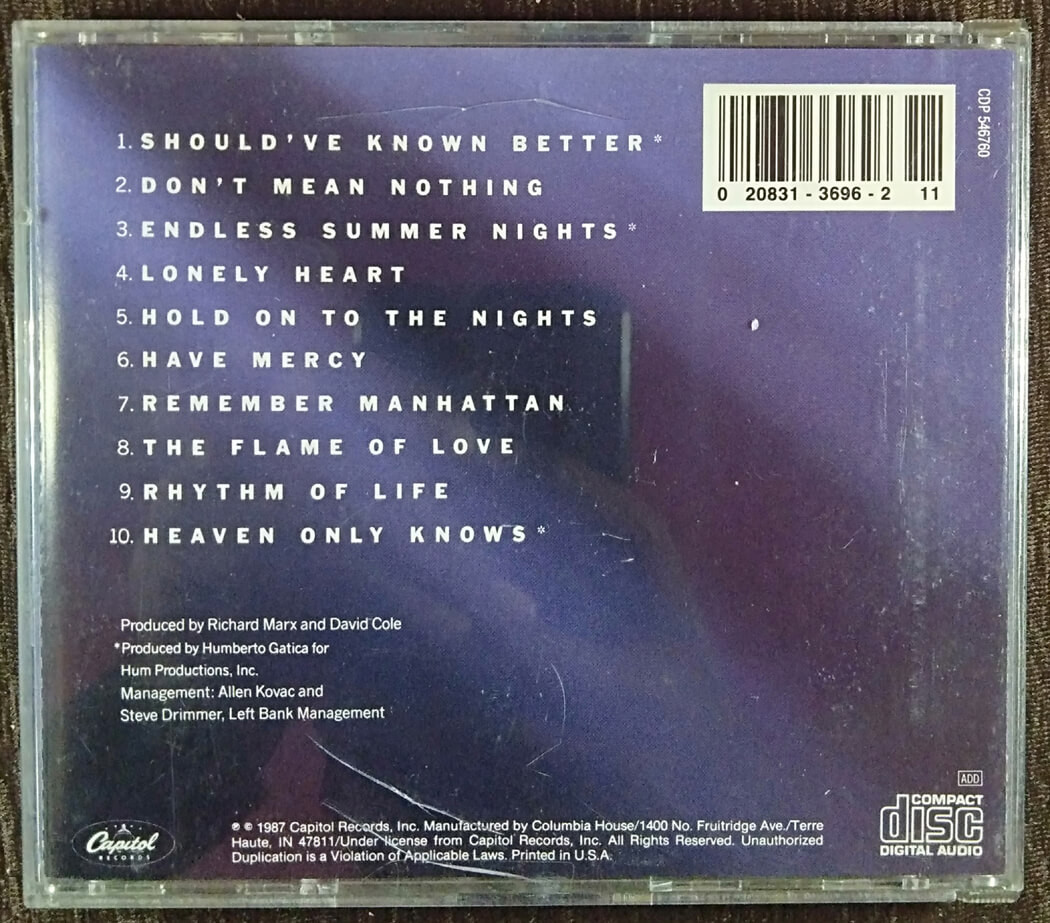 1. SHOULD'VE KNOWN BETTER*
2. DON'T MEAN NOTHING
3. ENDLESS SUMMER NIGHTS*
4. LONELY HEART
5. HOLD ON TO THE NIGHTS
6. HAVE MERCY
7. REMEMBER MANHATTAN
8. THE FLAME OF LOVE
9. RHYTHM OF LIFE
10. HEAVEN ONLY KNOWS*
0 20831 - 3696 - 2 11
CDP 546760
Produced by Richard Marx and David Cole
*Produced by Humberto Gatica for
Hum Productions, Inc.
Management: Allen Kovac and
Steve Drimmer, Left Bank Management
Capitol
RECORDS
℗ © 1987 Capitol Records, Inc. Manufactured by Columbia House/1400 No. Fruitridge Ave./Terre
Haute, IN 47811/Under license from Capitol Records, Inc. All Rights Reserved. Unauthorized
Duplication is a Violation of Applicable Laws. Printed in U.S.A.
ADD
COMPACT
disc
DIGITAL AUDIO